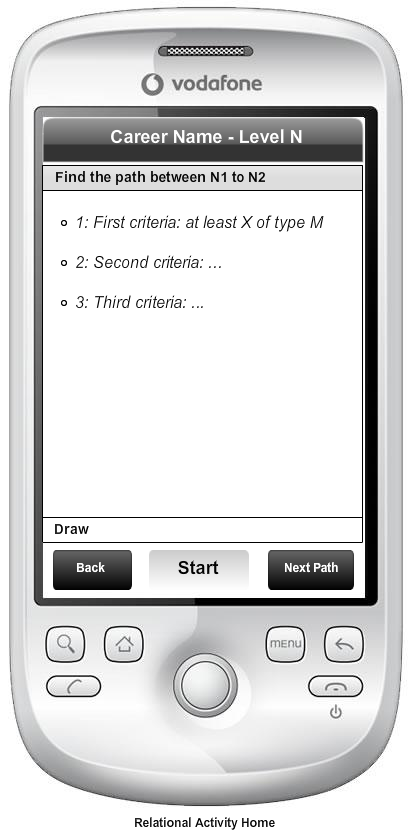 vodafone
Career Name - Level N
Find the path between N1 to N2
1: First criteria: at least X of type M
2: Second criteria: ...
3: Third criteria: ...
Draw
Back
Start
Next Path
MENU
Relational Activity Home